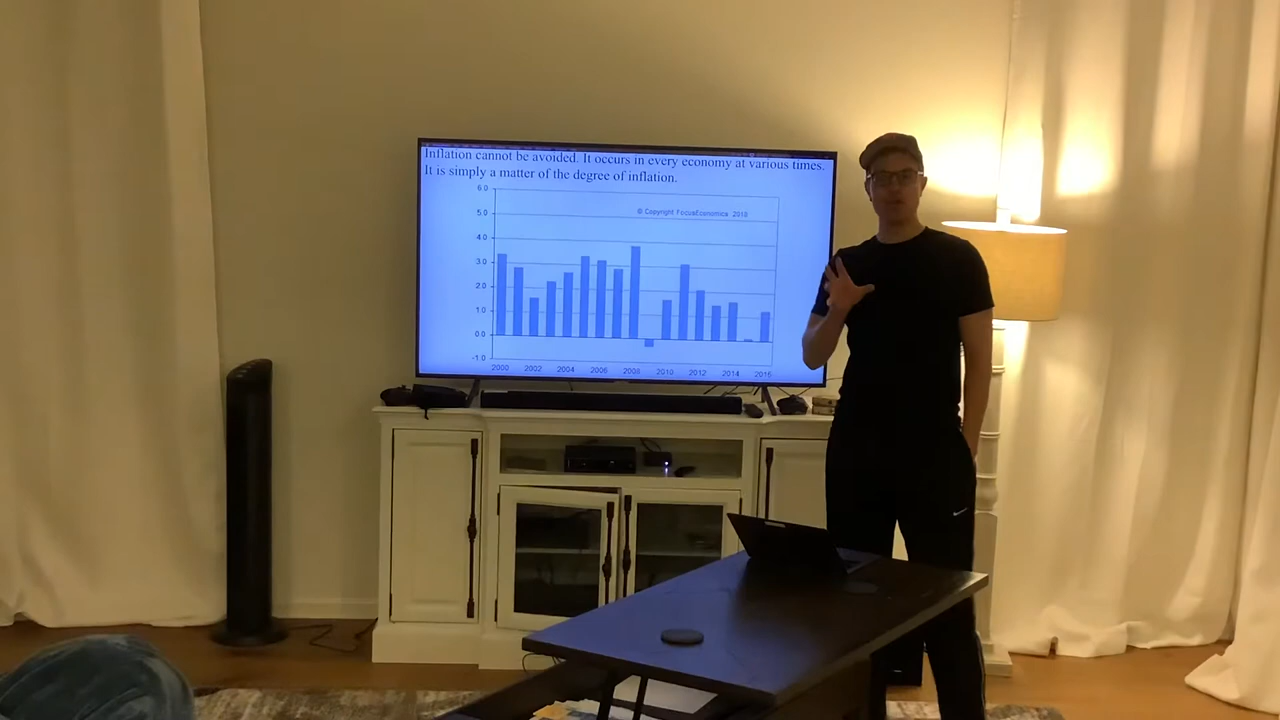 Inflation cannot be avoided. It occurs in every economy at various times.
It is simply a matter of the degree of inflation.
6.0
© Copyright FocusEconomics 2018
5.0
4.0
3.0
2.0
1.0
0.0
-1.0
2000 2002 2004 2006 2008 2010 2012 2014 2016